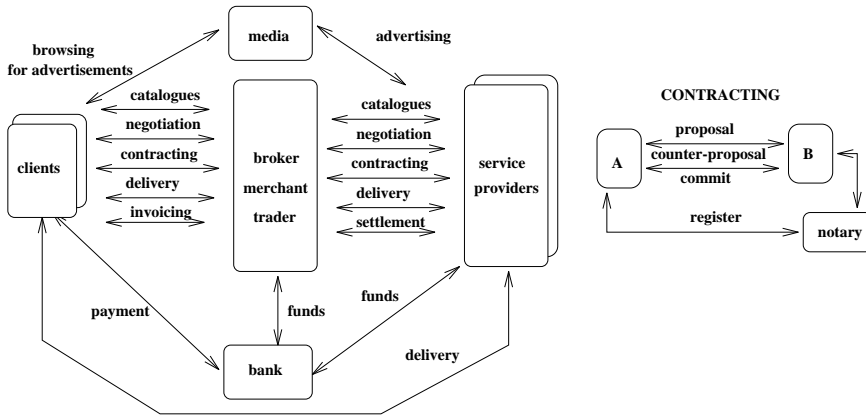 media
browsing
for advertisements
advertising
catalogues
negotiation
contracting
delivery
invoicing
clients
broker
merchant
trader
catalogues
negotiation
contracting
delivery
settlement
service
providers
payment
funds
funds
bank
delivery
CONTRACTING
A
proposal
counter-proposal
commit
B
register
notary